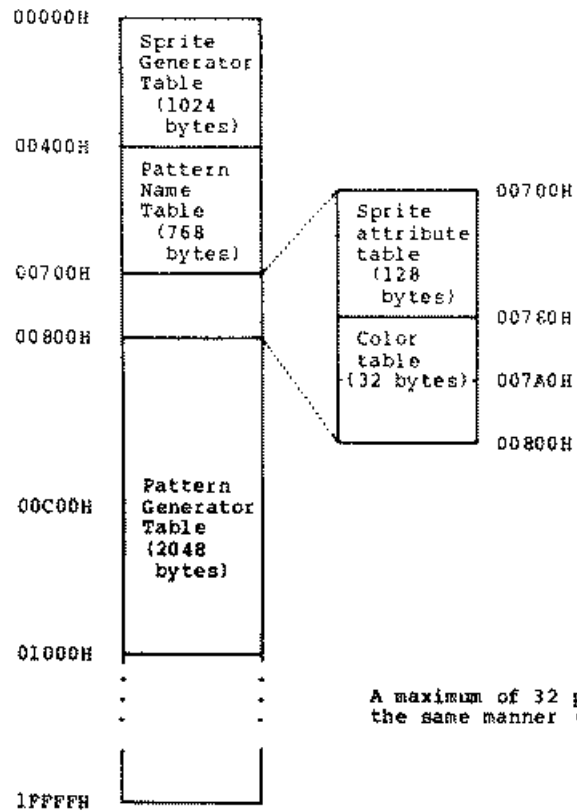 00000H
Sprite
Generator
Table
(1024
bytes)
00400H
Pattern
Name
Table
(768
bytes)
00700H
00800H
00C00H
Pattern
Generator
Table
(2048
bytes)
01000H
1FFFFH
00700H
Sprite
attribute
table
(128
bytes)
00780H
Color
table
(32 bytes)
007A0H
00800H
A maximum of 32
the same manner